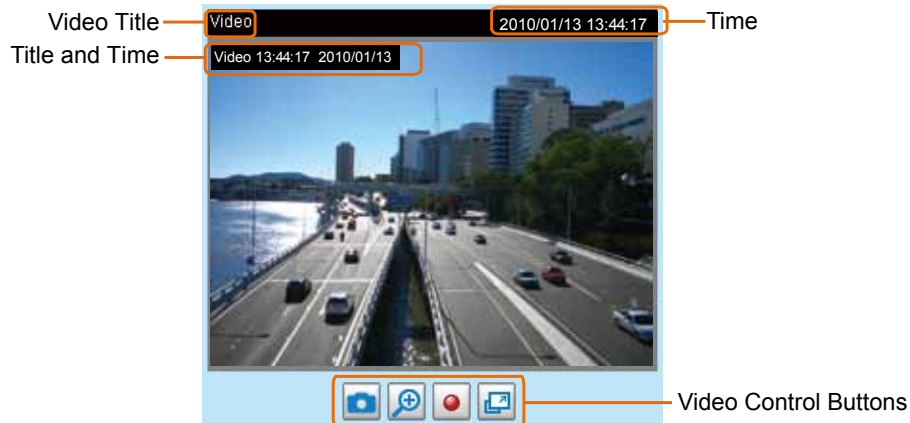 Video Title
Video
2010/01/13 13:44:17
Time
Title and Time
Video 13:44:17 2010/01/13
Video Control Buttons